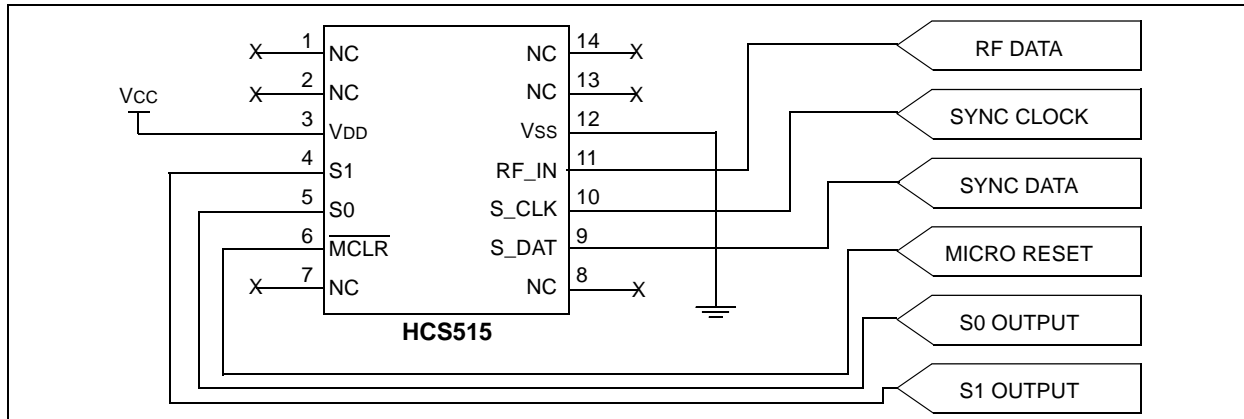 1 NC NC 14
X X
2 NC NC 13
X X
VCC
3 VDD VSS 12
4 S1 RF_IN 11
5 S0 S_CLK 10
6 MCLR S_DAT 9
7 NC NC 8
X X
HCS515
RF DATA
SYNC CLOCK
SYNC DATA
MICRO RESET
S0 OUTPUT
S1 OUTPUT